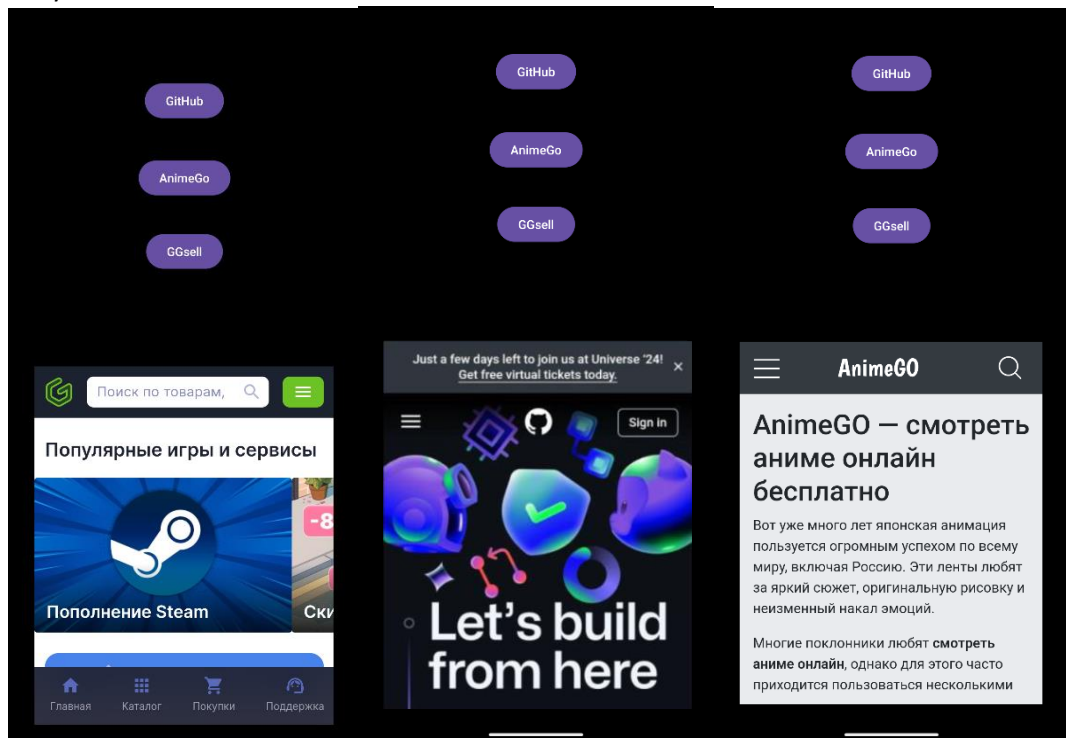 GitHub
AnimeGo
GGsell
Поиск по товарам,
Популярные игры и сервисы
Пополнение Steam
-8
Ски
Главная
Каталог
Покупки
Поддержка
GitHub
AnimeGo
GGsell
Just a few days left to join us at Universe '24!
Get free virtual tickets today.
Sign in
Let's build
from here
GitHub
AnimeGo
GGsell
AnimeGO
AnimeGO — смотреть
аниме онлайн
бесплатно
Вот уже много лет японская анимация
пользуется огромным успехом по всему
миру, включая Россию. Эти ленты любят
за яркий сюжет, оригинальную рисовку и
неизменный накал эмоций.
Многие поклонники любят смотреть
аниме онлайн, однако для этого часто
приходится пользоваться несколькими